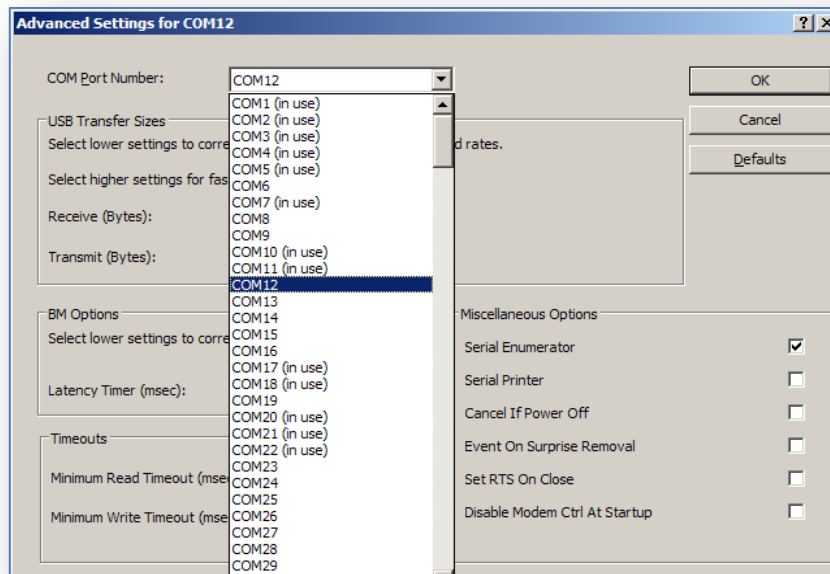 Advanced Settings for COM12
COM Port Number:
COM12
OK
Cancel
Defaults
COM1 (in use)
COM2 (in use)
COM3 (in use)
COM4 (in use)
COM5 (in use)
COM6
COM7 (in use)
COM8
COM9
COM10 (in use)
COM11 (in use)
COM12
COM13
COM14
COM15
COM16
COM17 (in use)
COM18 (in use)
COM19
COM20 (in use)
COM21 (in use)
COM22 (in use)
COM23
COM24
COM25
COM26
COM27
COM28
COM29
USB Transfer Sizes
Select lower settings to corre
d rates.
Select higher settings for fas
Receive (Bytes):
Transmit (Bytes):
BM Options
Select lower settings to corre
Latency Timer (msec):
Timeouts
Minimum Read Timeout (mse
Minimum Write Timeout (mse
Miscellaneous Options
Serial Enumerator
Serial Printer
Cancel If Power Off
Event On Surprise Removal
Set RTS On Close
Disable Modem Ctrl At Startup